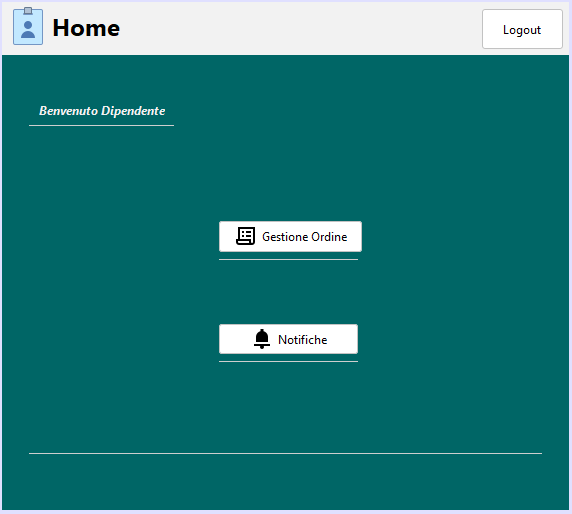 Home
Logout
Benvenuto Dipendente
Gestione Ordine
Notifiche